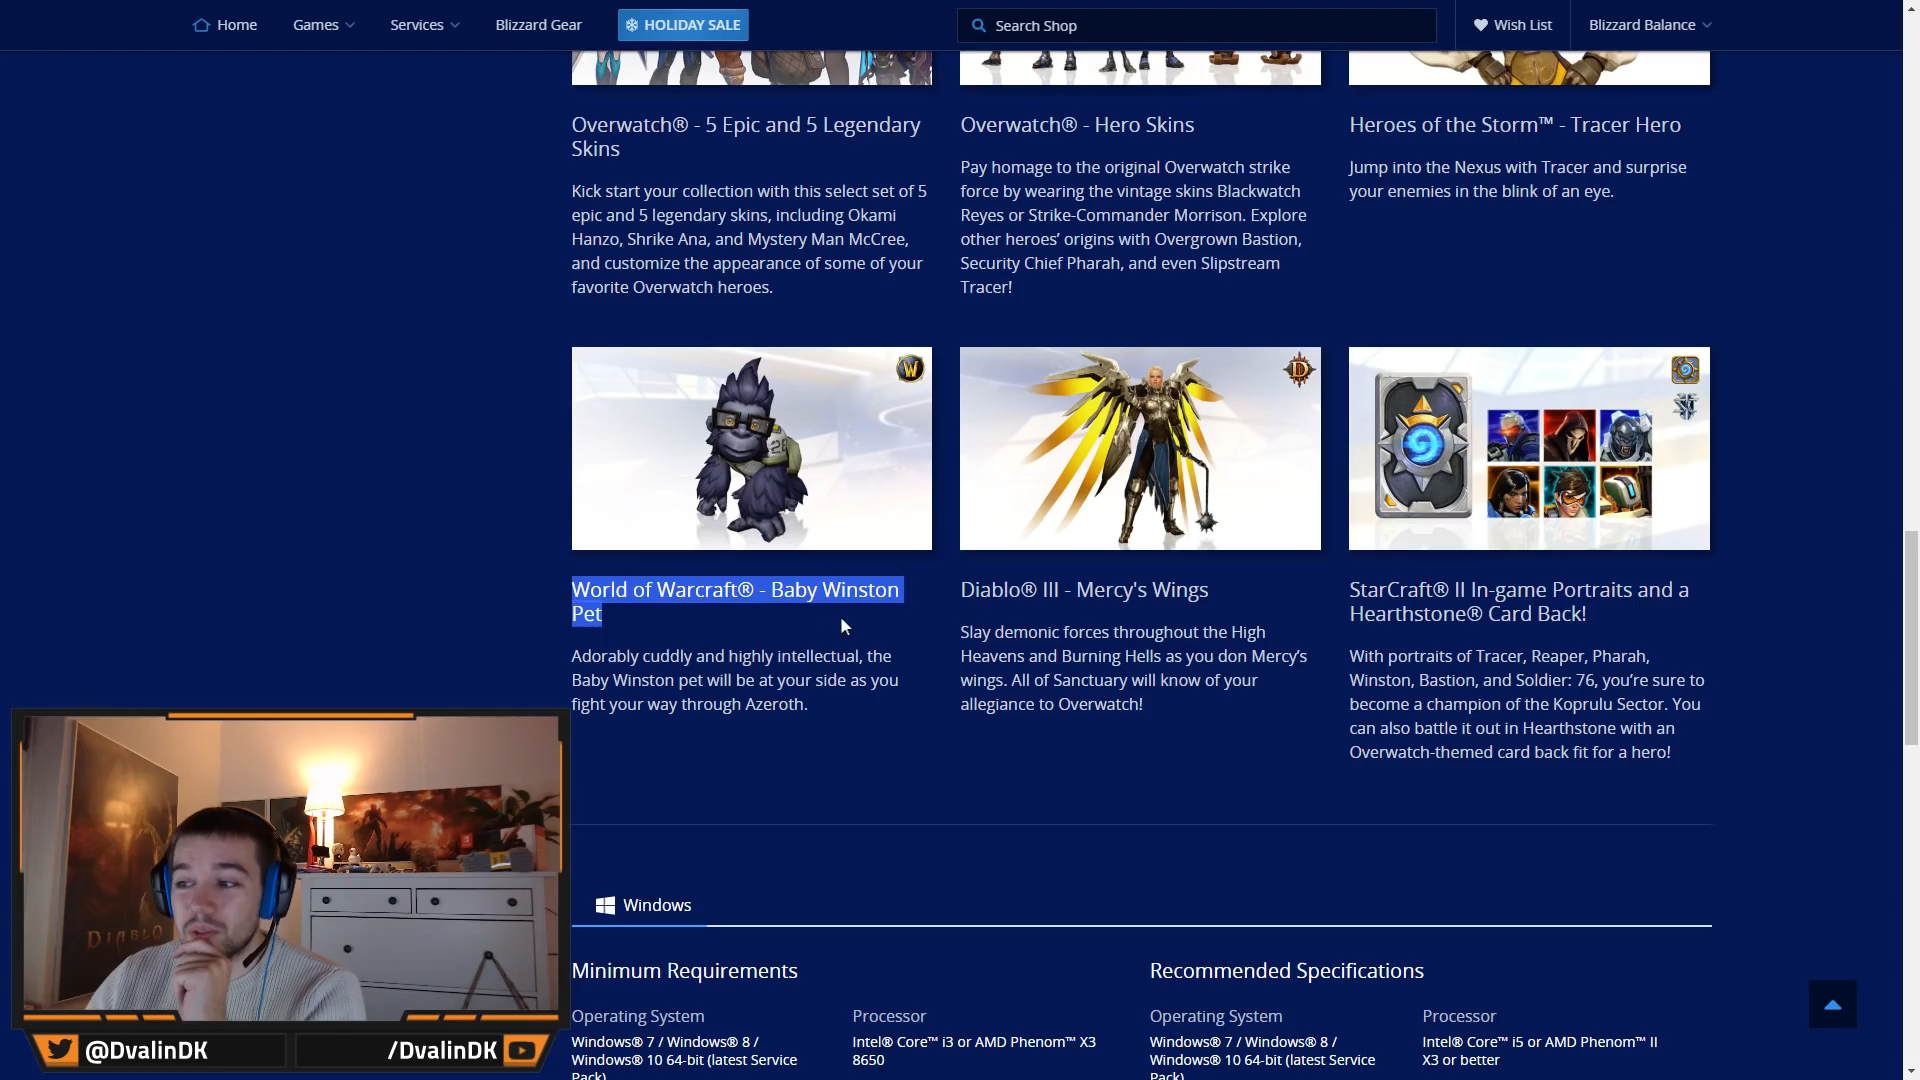 Home
Games
Services
Blizzard Gear
HOLIDAY SALE
Search Shop
Wish List
Blizzard Balance
Overwatch® - 5 Epic and 5 Legendary
Skins
Kick start your collection with this select set of 5
epic and 5 legendary skins, including Okami
Hanzo, Shrike Ana, and Mystery Man McCree,
and customize the appearance of some of your
favorite Overwatch heroes.
Overwatch® - Hero Skins
Pay homage to the original Overwatch strike
force by wearing the vintage skins Blackwatch
Reyes or Strike-Commander Morrison. Explore
other heroes’ origins with Overgrown Bastion,
Security Chief Pharah, and even Slipstream
Tracer!
Heroes of the Storm™ - Tracer Hero
Jump into the Nexus with Tracer and surprise
your enemies in the blink of an eye.
W
28
D
World of Warcraft® - Baby Winston
Pet
Adorably cuddly and highly intellectual, the
Baby Winston pet will be at your side as you
fight your way through Azeroth.
Diablo® III - Mercy's Wings
Slay demonic forces throughout the High
Heavens and Burning Hells as you don Mercy’s
wings. All of Sanctuary will know of your
allegiance to Overwatch!
StarCraft® II In-game Portraits and a
Hearthstone® Card Back!
With portraits of Tracer, Reaper, Pharah,
Winston, Bastion, and Soldier: 76, you’re sure to
become a champion of the Koprulu Sector. You
can also battle it out in Hearthstone with an
Overwatch-themed card back fit for a hero!
Windows
Minimum Requirements
Operating System
Windows® 7 / Windows® 8 /
Windows® 10 64-bit (latest Service
Pack)
Processor
Intel® Core™ i3 or AMD Phenom™ X3
8650
Recommended Specifications
Operating System
Windows® 7 / Windows® 8 /
Windows® 10 64-bit (latest Service
Pack)
Processor
Intel® Core™ i5 or AMD Phenom™ II
X3 or better
DIABLO
@DvalinDK
/DvalinDK